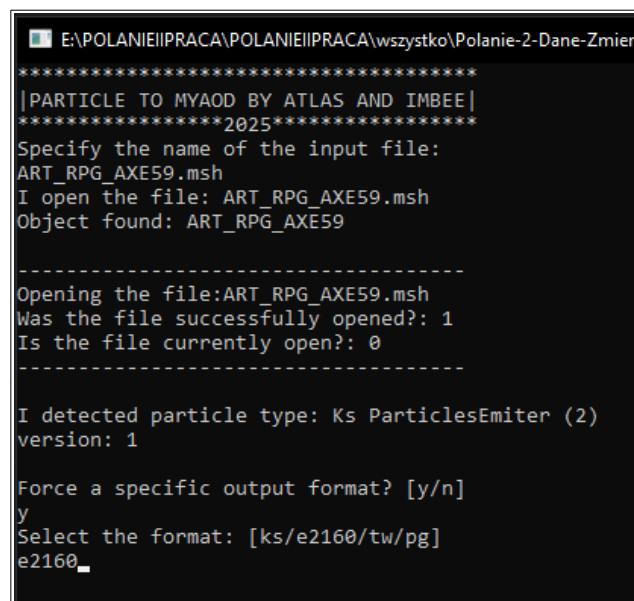 E:\POLANIEIIPRACA\POLANIEIIPRACA\wszystko\Polanie-2-Dane-Zmier
***************************************
|PARTICLE TO MYAOD BY ATLAS AND IMBEE|
*****************2025*****************
Specify the name of the input file:
ART_RPG_AXE59.msh
I open the file: ART_RPG_AXE59.msh
Object found: ART_RPG_AXE59
-------------------------------------
Opening the file:ART_RPG_AXE59.msh
Was the file successfully opened?: 1
Is the file currently open?: 0
-------------------------------------
I detected particle type: Ks ParticlesEmiter (2)
version: 1
Force a specific output format? [y/n]
y
Select the format: [ks/e2160/tw/pg]
e2160_